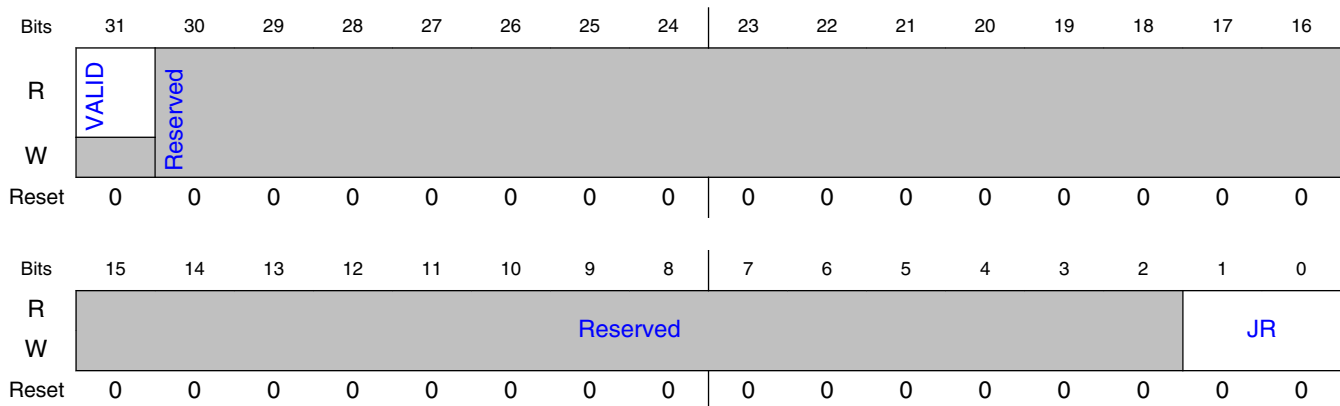 Bits 31 30 29 28 27 26 25 24 23 22 21 20 19 18 17 16
R VALID Reserved
W
Reset 0 0 0 0 0 0 0 0 0 0 0 0 0 0 0 0
Bits 15 14 13 12 11 10 9 8 7 6 5 4 3 2 1 0
R
Reserved JR
W
Reset 0 0 0 0 0 0 0 0 0 0 0 0 0 0 0 0